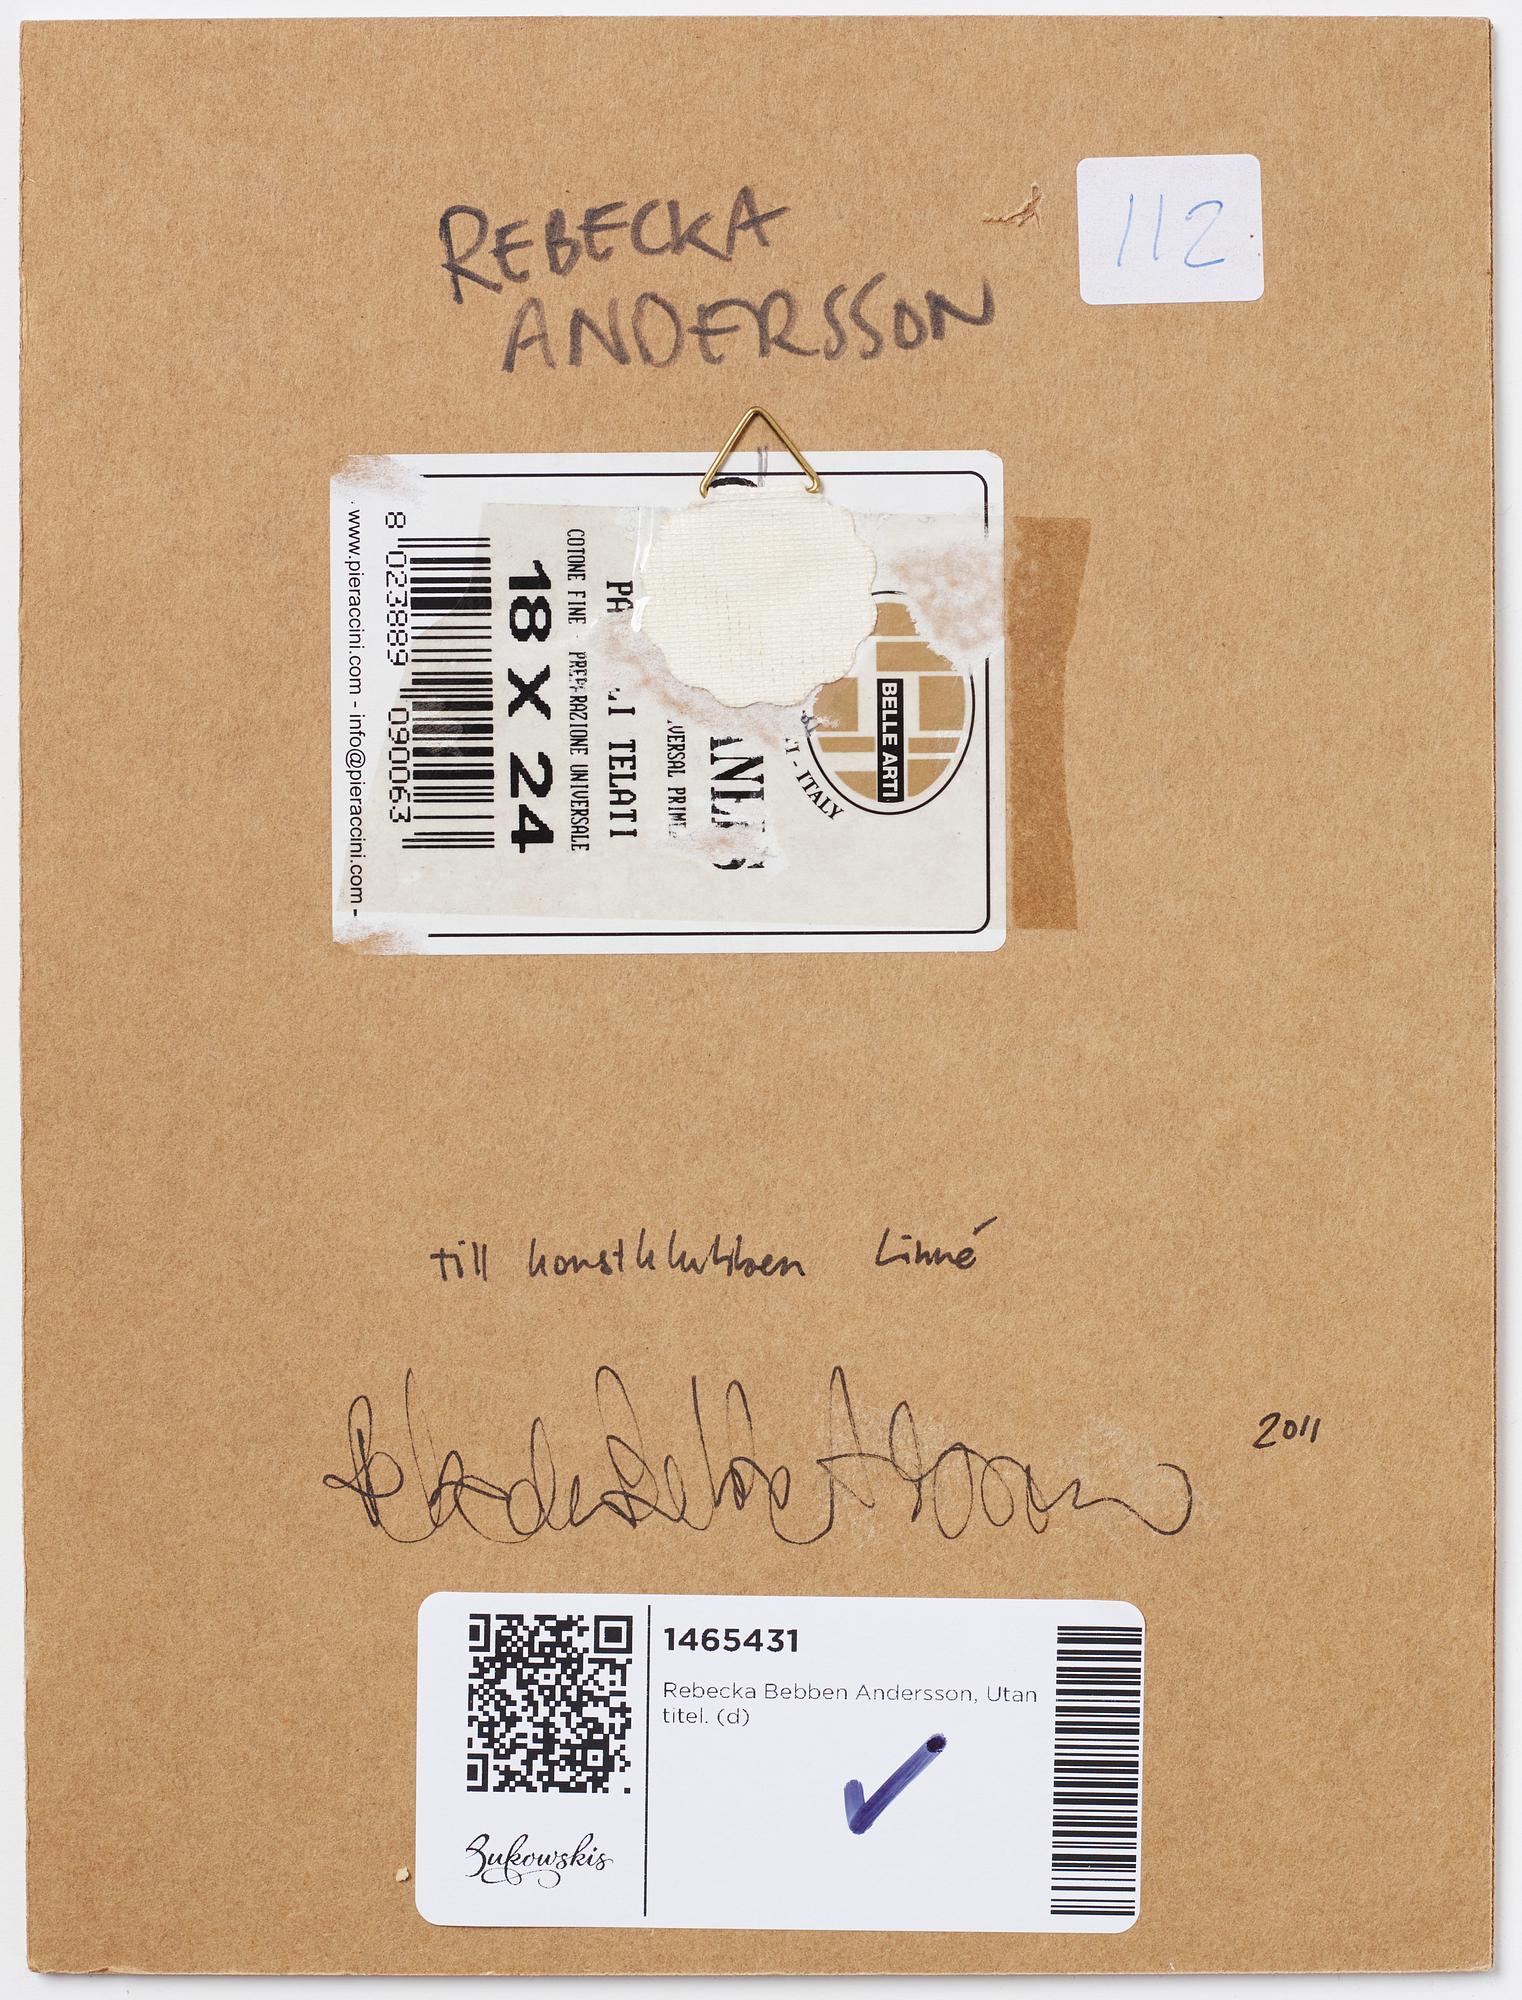 REBECKA
ANDERSSON
112
www.pieraccini.com - info@pieraccini.com -
8 023889 090063
18 X 24
COTONE FINE - PREPARAZIONE UNIVERSALE
TELATI
- ITALY
BELLE ARTI
till konstklubben Linné
2011
1465431
Rebecka Bebben Andersson, Utan
titel. (d)
Bukowskis